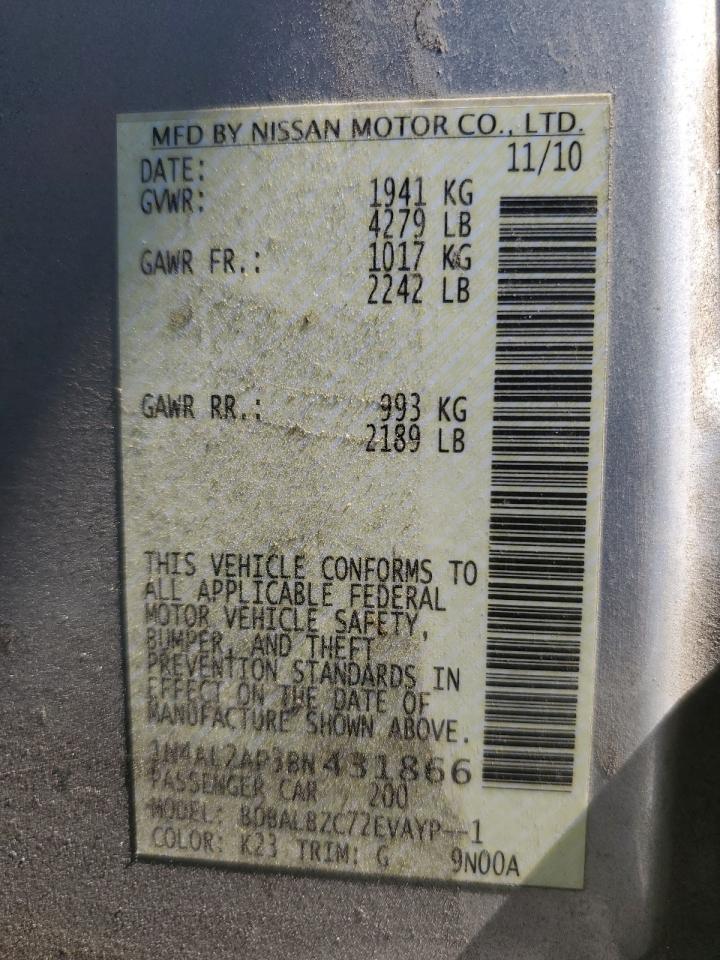 MFD BY NISSAN MOTOR CO., LTD.
DATE: 11/10
GVWR: 1941 KG
4279 LB
GAWR FR.: 1017 KG
2242 LB
GAWR RR.: 993 KG
2189 LB
THIS VEHICLE CONFORMS TO
ALL APPLICABLE FEDERAL
MOTOR VEHICLE SAFETY,
BUMPER, AND THEFT
PREVENTION STANDARDS IN
EFFECT ON THE DATE OF
MANUFACTURE SHOWN ABOVE.
1N4AL2AP3BN431866
PASSENGER CAR 200
MODEL: BDBALBZC72EVAYP--1
COLOR: K23 TRIM: G 9N00A